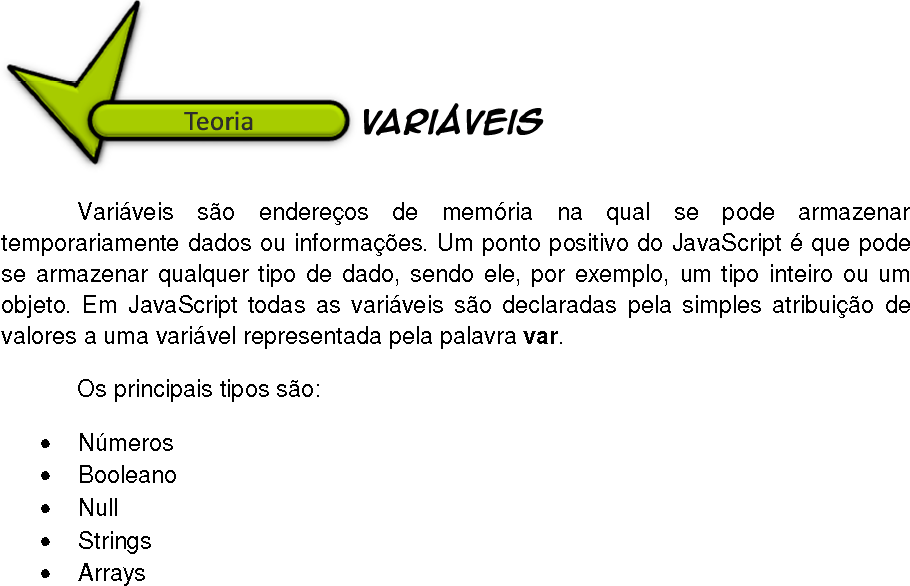 Teoria VARIÁVEIS
Variáveis são endereços de memória na qual se pode armazenar
temporariamente dados ou informações. Um ponto positivo do JavaScript é que pode
se armazenar qualquer tipo de dado, sendo ele, por exemplo, um tipo inteiro ou um
objeto. Em JavaScript todas as variáveis são declaradas pela simples atribuição de
valores a uma variável representada pela palavra var.
Os principais tipos são:
• Números
• Booleano
• Null
• Strings
• Arrays